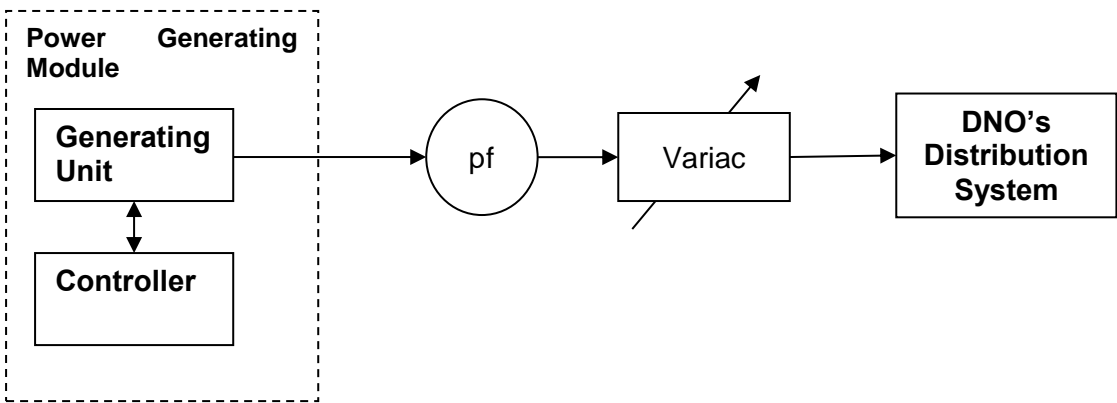 Power Generating
Module
Generating
Unit
Controller
pf
Variac
DNO's
Distribution
System